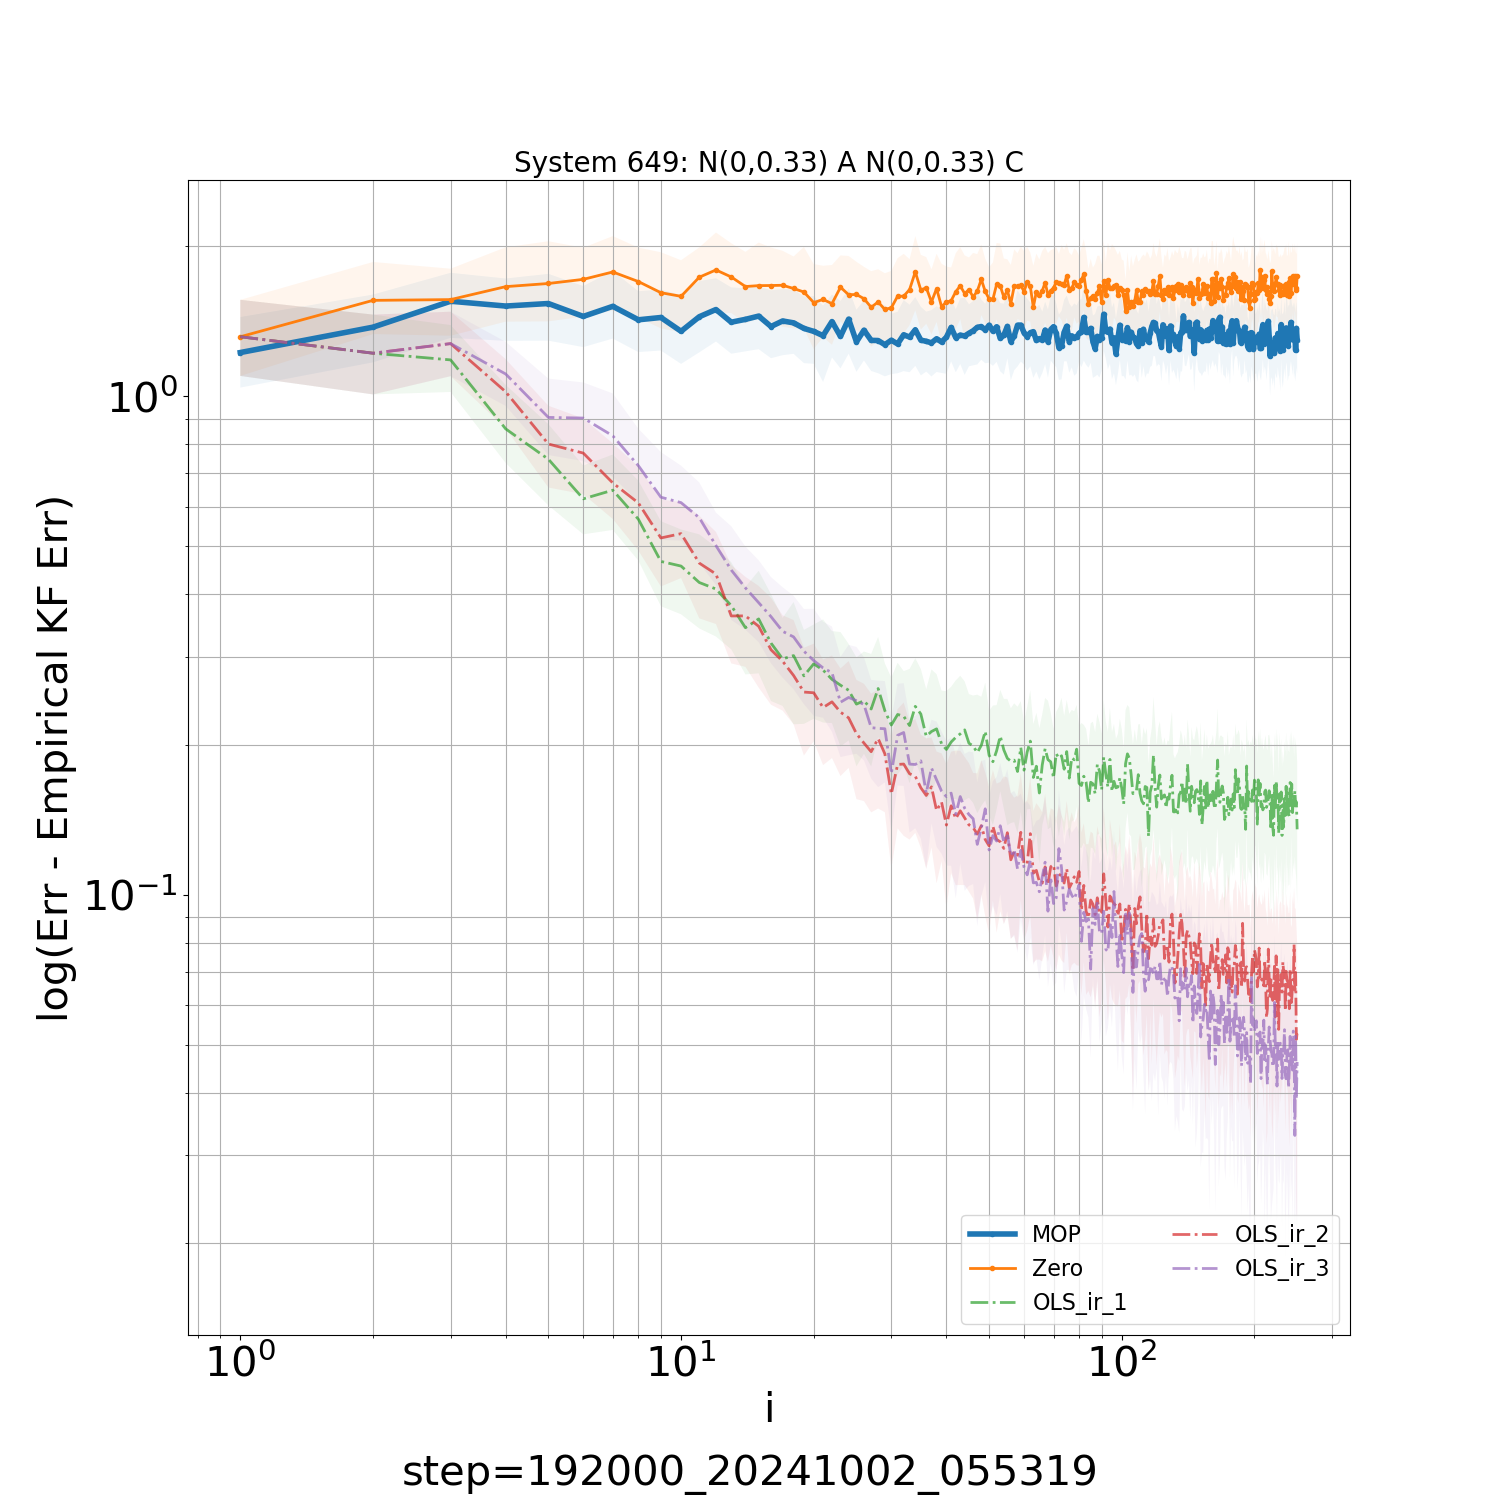 System 649: N(0,0.33) A N(0,0.33) C
log(Err - Empirical KF Err)
10⁰
10⁻¹
10⁰ 10¹ 10²
MOP
Zero
OLS_ir_1
OLS_ir_2
OLS_ir_3
i
step=192000_20241002_055319